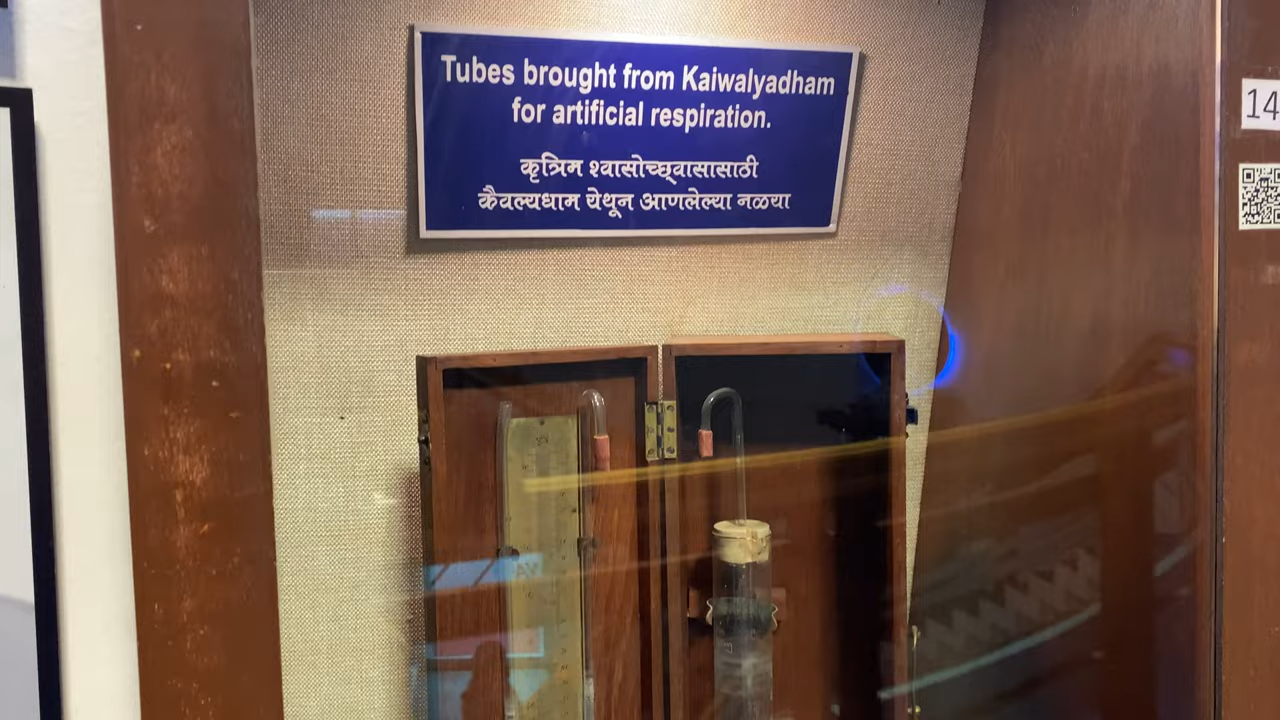 Tubes brought from Kaiwalyadham
for artificial respiration.
कृत्रिम श्वासोच्छ्वासासाठी
कैवल्यधाम येथून आणलेल्या नळया
14